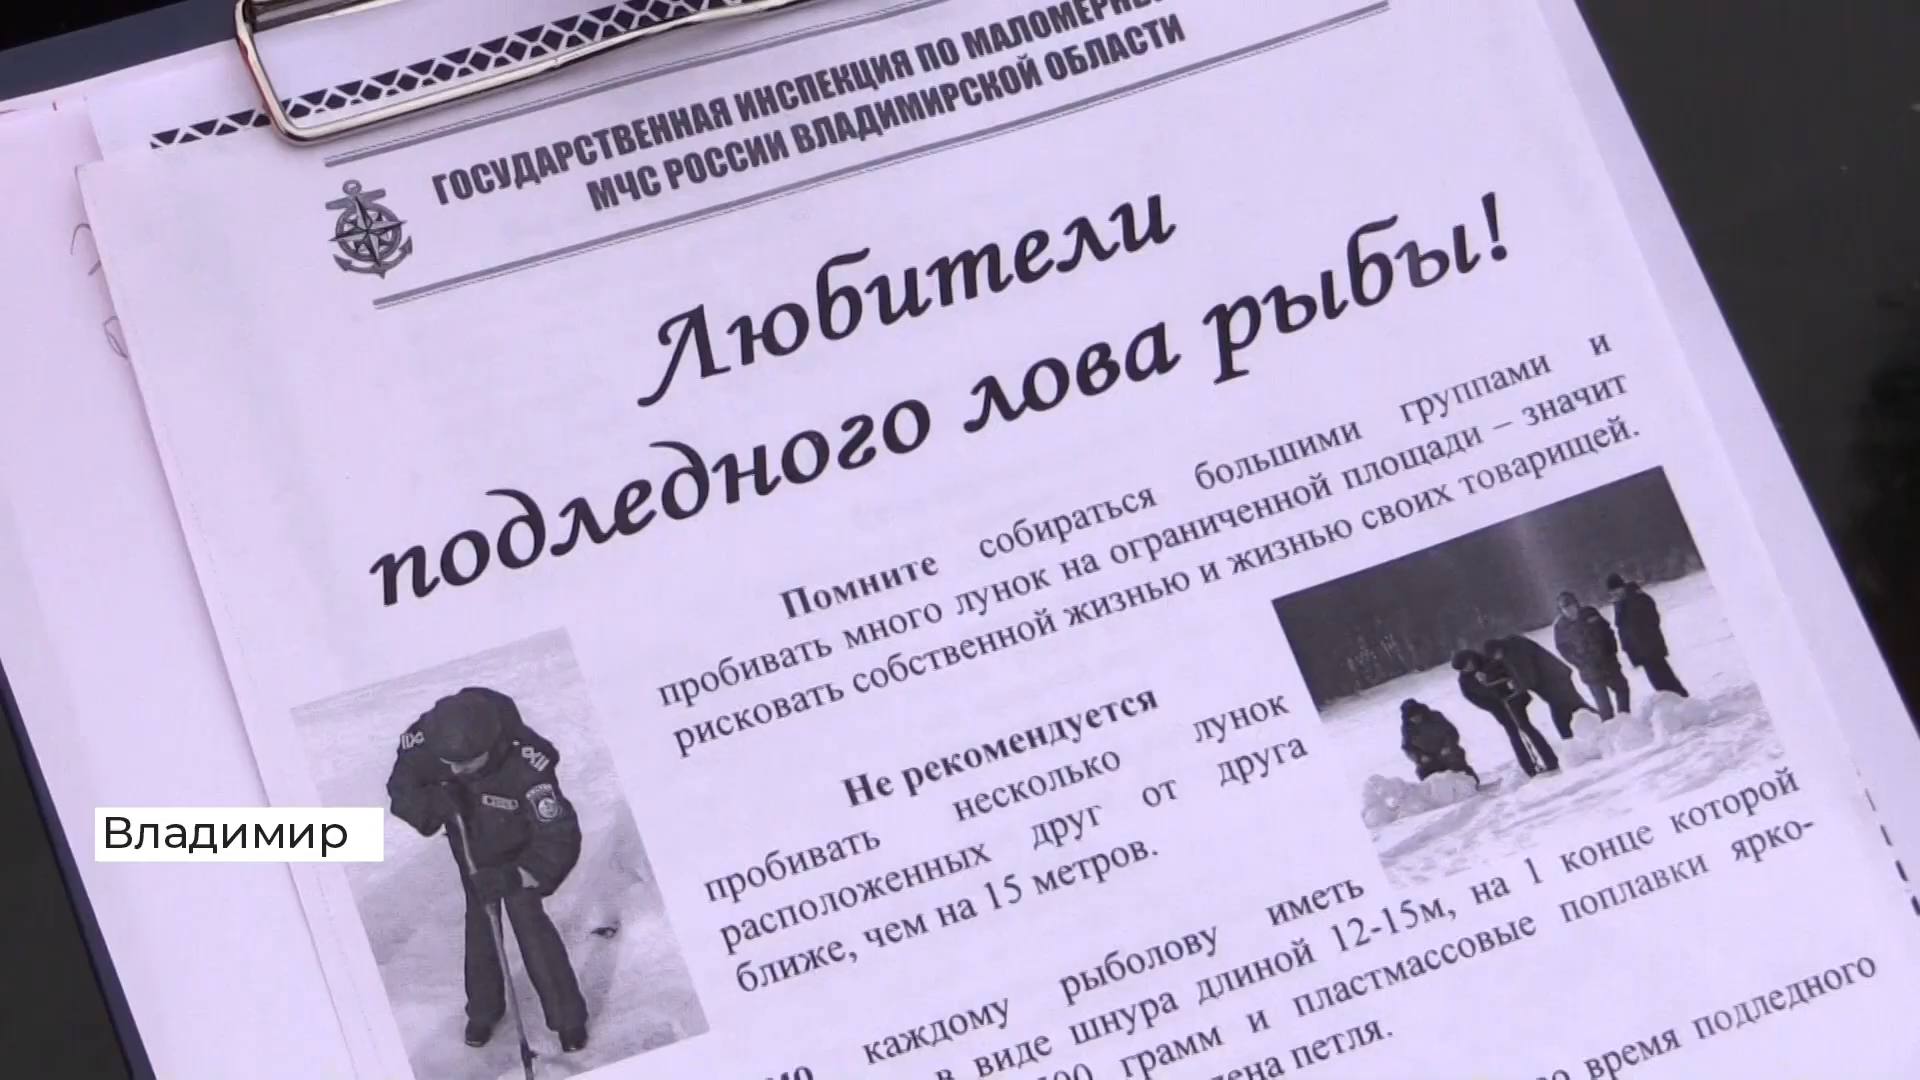 ГОСУДАРСТВЕННАЯ ИНСПЕКЦИЯ ПО МАЛОМЕРНЫ
МЧС РОССИИ ВЛАДИМИРСКОЙ ОБЛАСТИ
Любители
подледного лова рыбы!
Помните собираться большими группами и
пробивать много лунок на ограниченной площади – значит
рисковать собственной жизнью и жизнью своих товарищей.
Не рекомендуется
пробивать несколько лунок
расположенных друг от друга
ближе, чем на 15 метров.
каждому рыболову иметь
в виде шнура длиной 12-15м, на 1 конце которой
грамм и пластмассовые поплавки ярко-
петля.
время подледного
Владимир